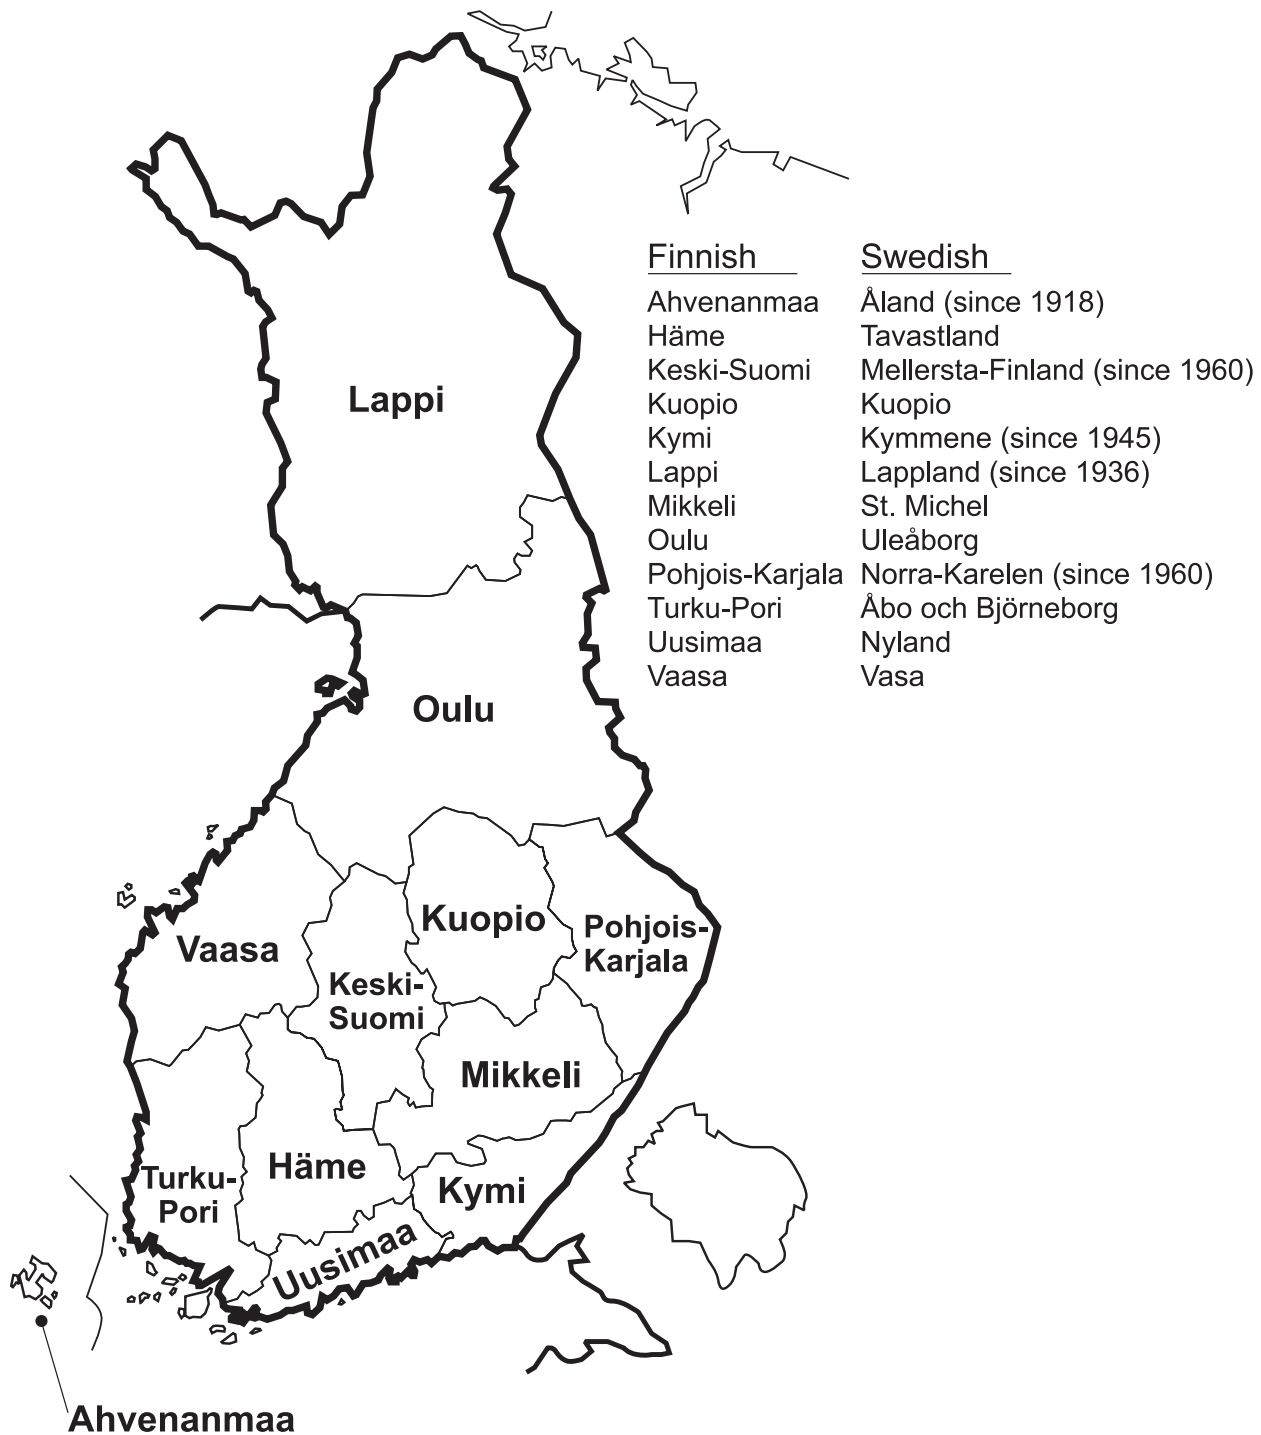 Finnish Swedish
Ahvenanmaa Åland (since 1918)
Häme Tavastland
Keski-Suomi Mellersta-Finland (since 1960)
Kuopio Kuopio
Kymi Kymmene (since 1945)
Lappi Lappland (since 1936)
Mikkeli St. Michel
Oulu Uleåborg
Pohjois-Karjala Norra-Karelen (since 1960)
Turku-Pori Åbo och Björneborg
Uusimaa Nyland
Vaasa Vasa
Lappi
Oulu
Kuopio
Pohjois-
Karjala
Vaasa
Keski-
Suomi
Mikkeli
Turku-
Pori
Häme
Kymi
Uusimaa
Ahvenanmaa